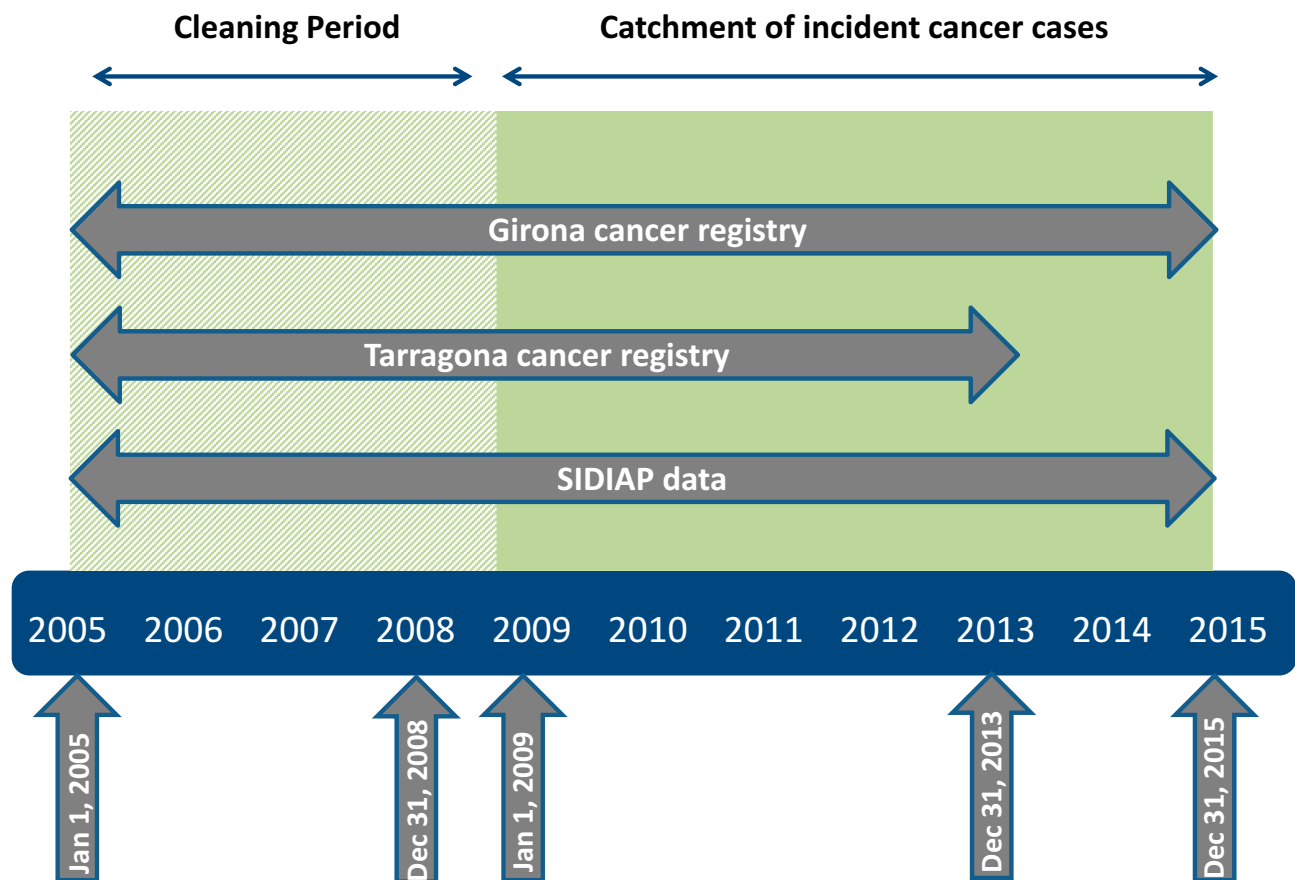 Cleaning Period
Catchment of incident cancer cases
Girona cancer registry
Tarragona cancer registry
SIDIAP data
2005 2006 2007 2008 2009 2010 2011 2012 2013 2014 2015
Jan 1, 2005
Dec 31, 2008
Jan 1, 2009
Dec 31, 2013
Dec 31, 2015